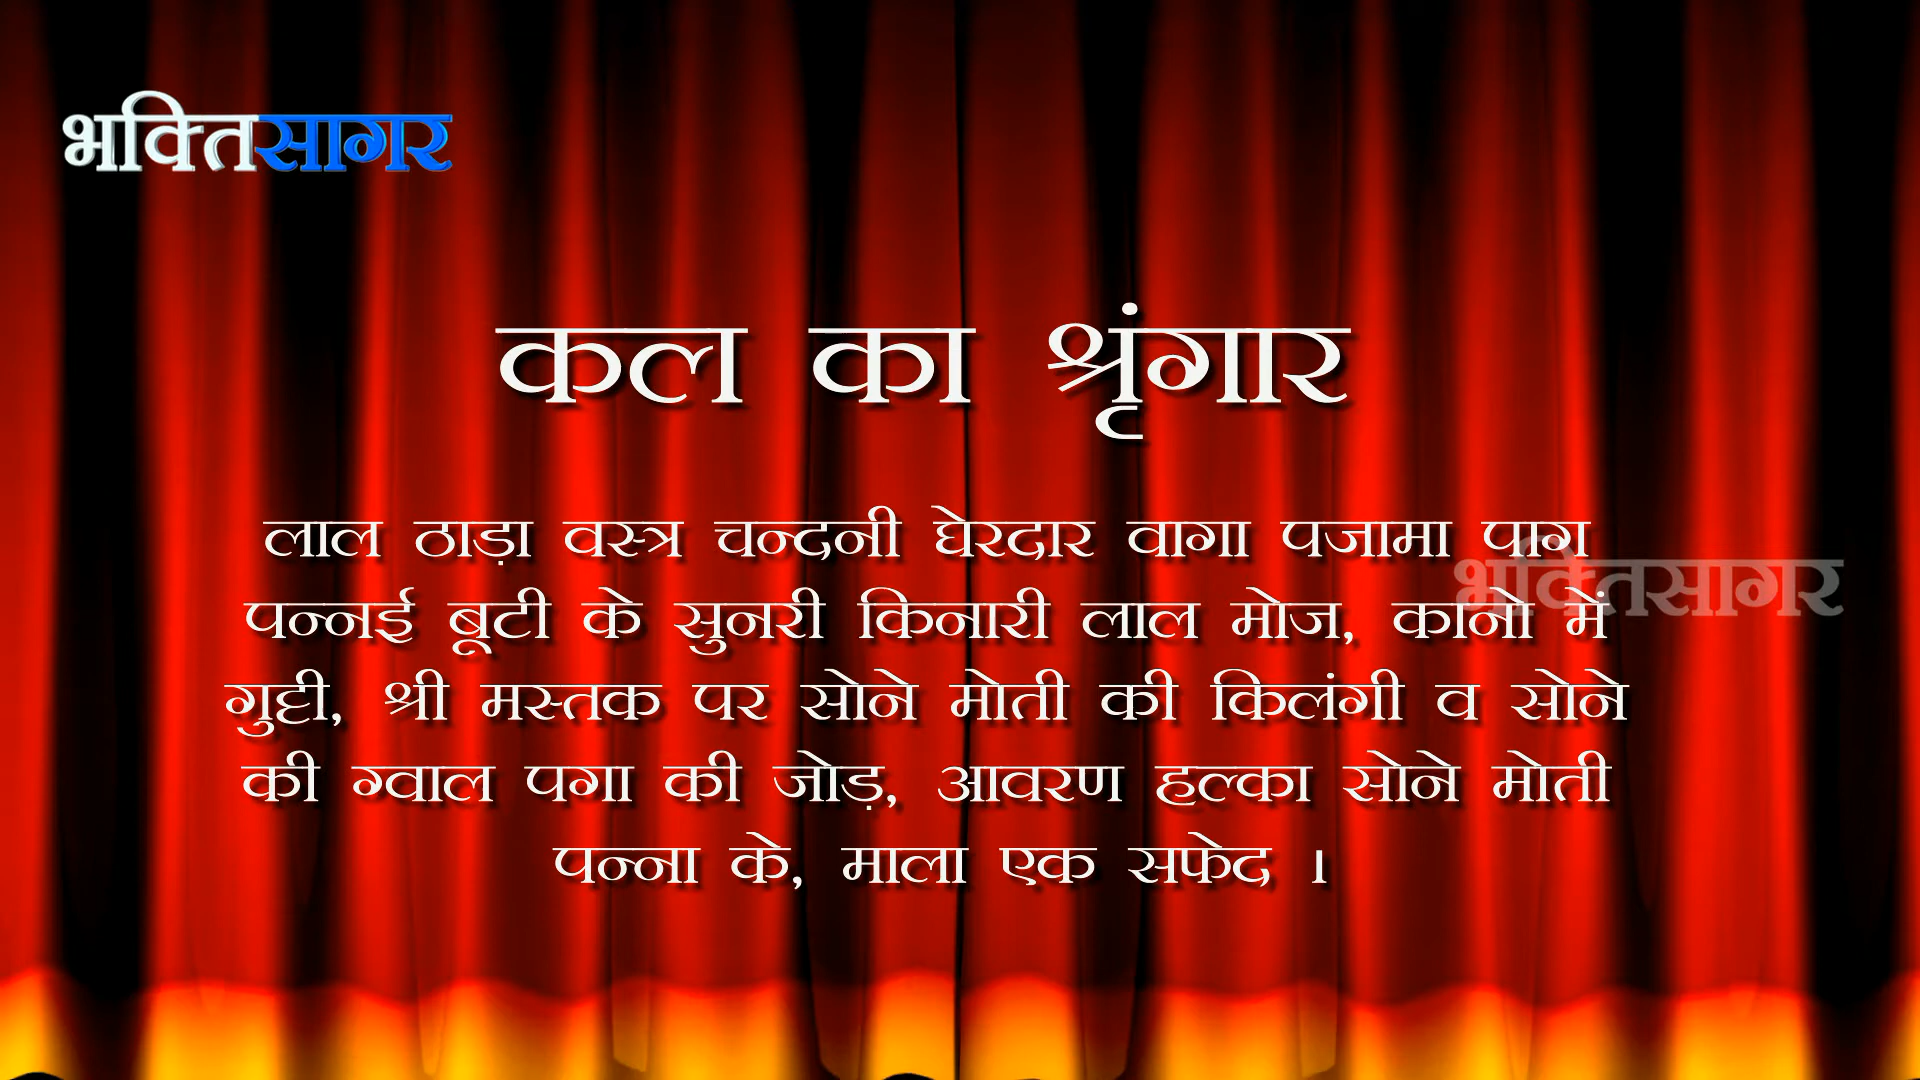 भक्तिसागर
कल का श्रृंगार
लाल ठाड़ा वस्त्र चन्दनी घेरदार वागा पजामा पाग
भक्तिसागर
पन्नई बूटी के सुनरी किनारी लाल मोज, कानो में
गुट्टी, श्री मस्तक पर सोने मोती की किलंगी व सोने
की ग्वाल पगा की जोड़, आवरण हल्का सोने मोती
पन्ना के, माला एक सफेद ।